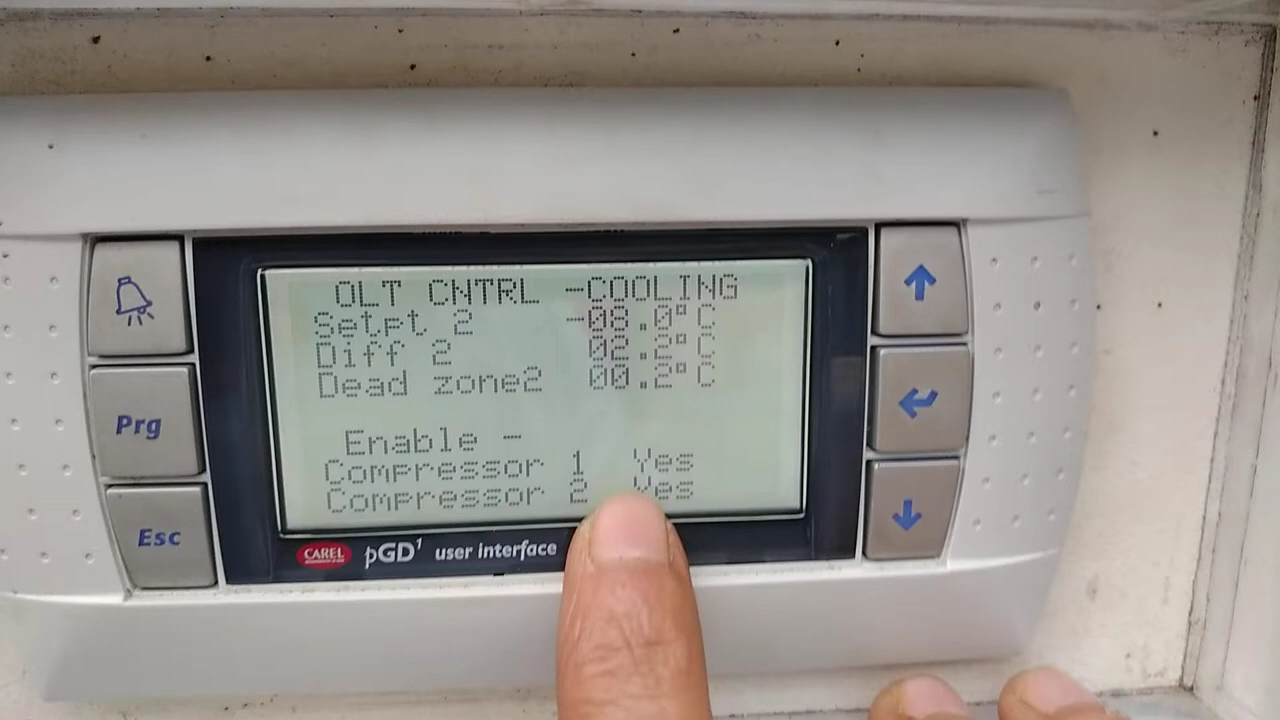 OLT CNTRL -COOLING
Setpt 2 -08.0°C
Diff 2 02.2°C
Dead zone2 00.2°C
Enable -
Compressor 1 Yes
Compressor 2 Yes
Prg
Esc
CAREL pGD1 user interface